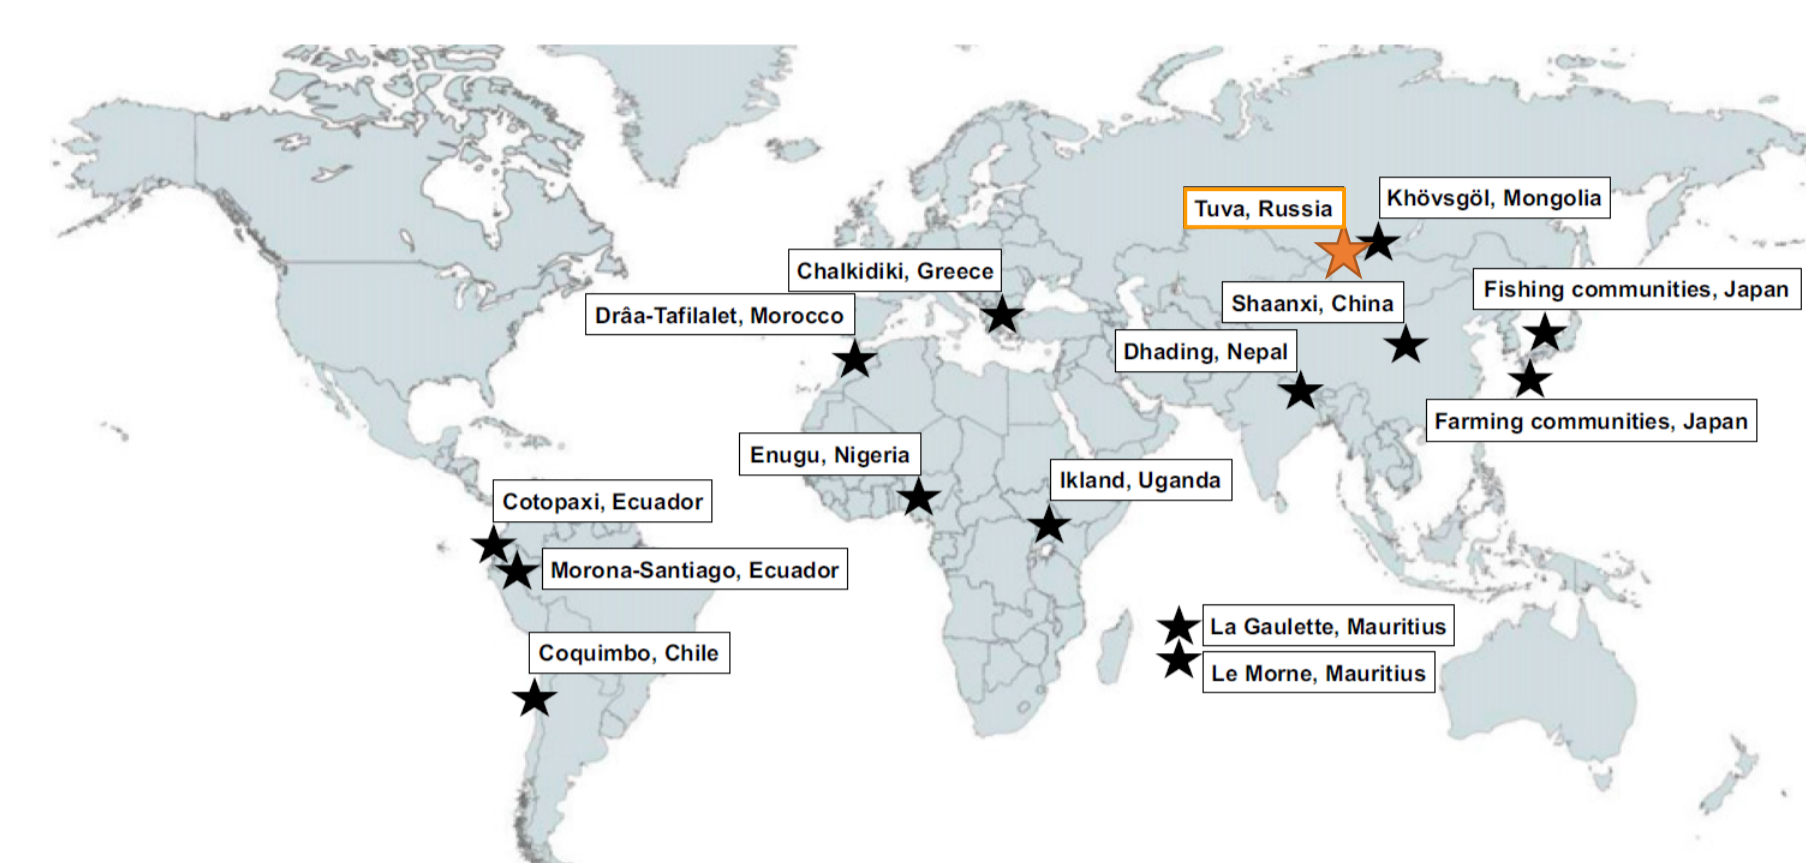 Khövsgöl, Mongolia
Tuva, Russia
Chalkidiki, Greece
Fishing communities, Japan
Shaanxi, China
Drâa-Tafilalet, Morocco
Dhading, Nepal
Farming communities, Japan
Enugu, Nigeria
Ikland, Uganda
Cotopaxi, Ecuador
Morona-Santiago, Ecuador
La Gaulette, Mauritius
Coquimbo, Chile
Le Morne, Mauritius